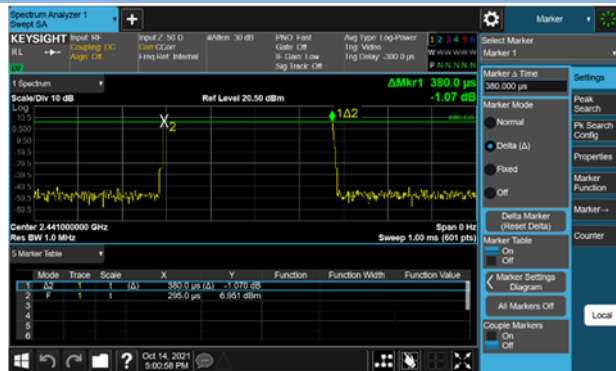 Spectrum Analyzer 1
Swept SA
Marker
KEYSIGHT
Input: RF
Input Z: 50 Ω
#Atten: 30 dB
PNO: Fast
Avg Type: Log-Power
1 2 3 4 5 6
RL
Coupling: DC
Corr CCorr
Gate: Off
Trig: Video
W W W W W W
Align: Off
Freq Ref: Internal
IF Gain: Low
Trig Delay: -300.0 µs
P N N N N N
Sig Track: Off
LV
1 Spectrum
ΔMkr1 380.0 µs
Scale/Div 10 dB
Ref Level 20.50 dBm
-1.07 dB
Log
10.5
0.500
-9.50
-19.5
-29.5
-39.5
-49.5
-59.5
-69.5
X2
1Δ2
Center 2.441000000 GHz
Span 0 Hz
Res BW 1.0 MHz
Sweep 1.00 ms (601 pts)
5 Marker Table
Mode Trace Scale X Y Function Function Width Function Value
1 Δ2 1 t (Δ) 380.0 µs (Δ) -1.070 dB
2 F 1 t 295.0 µs 6.951 dBm
3
4
5
6
Oct 14, 2021
5:00:58 PM
Select Marker
Marker 1
Marker Δ Time
380.000 µs
Marker Mode
Normal
Delta (Δ)
Fixed
Off
Delta Marker
(Reset Delta)
Marker Table
On
Off
Marker Settings
Diagram
All Markers Off
Couple Markers
On
Off
Settings
Peak
Search
Pk Search
Config
Properties
Marker
Function
Marker→
Counter
Local